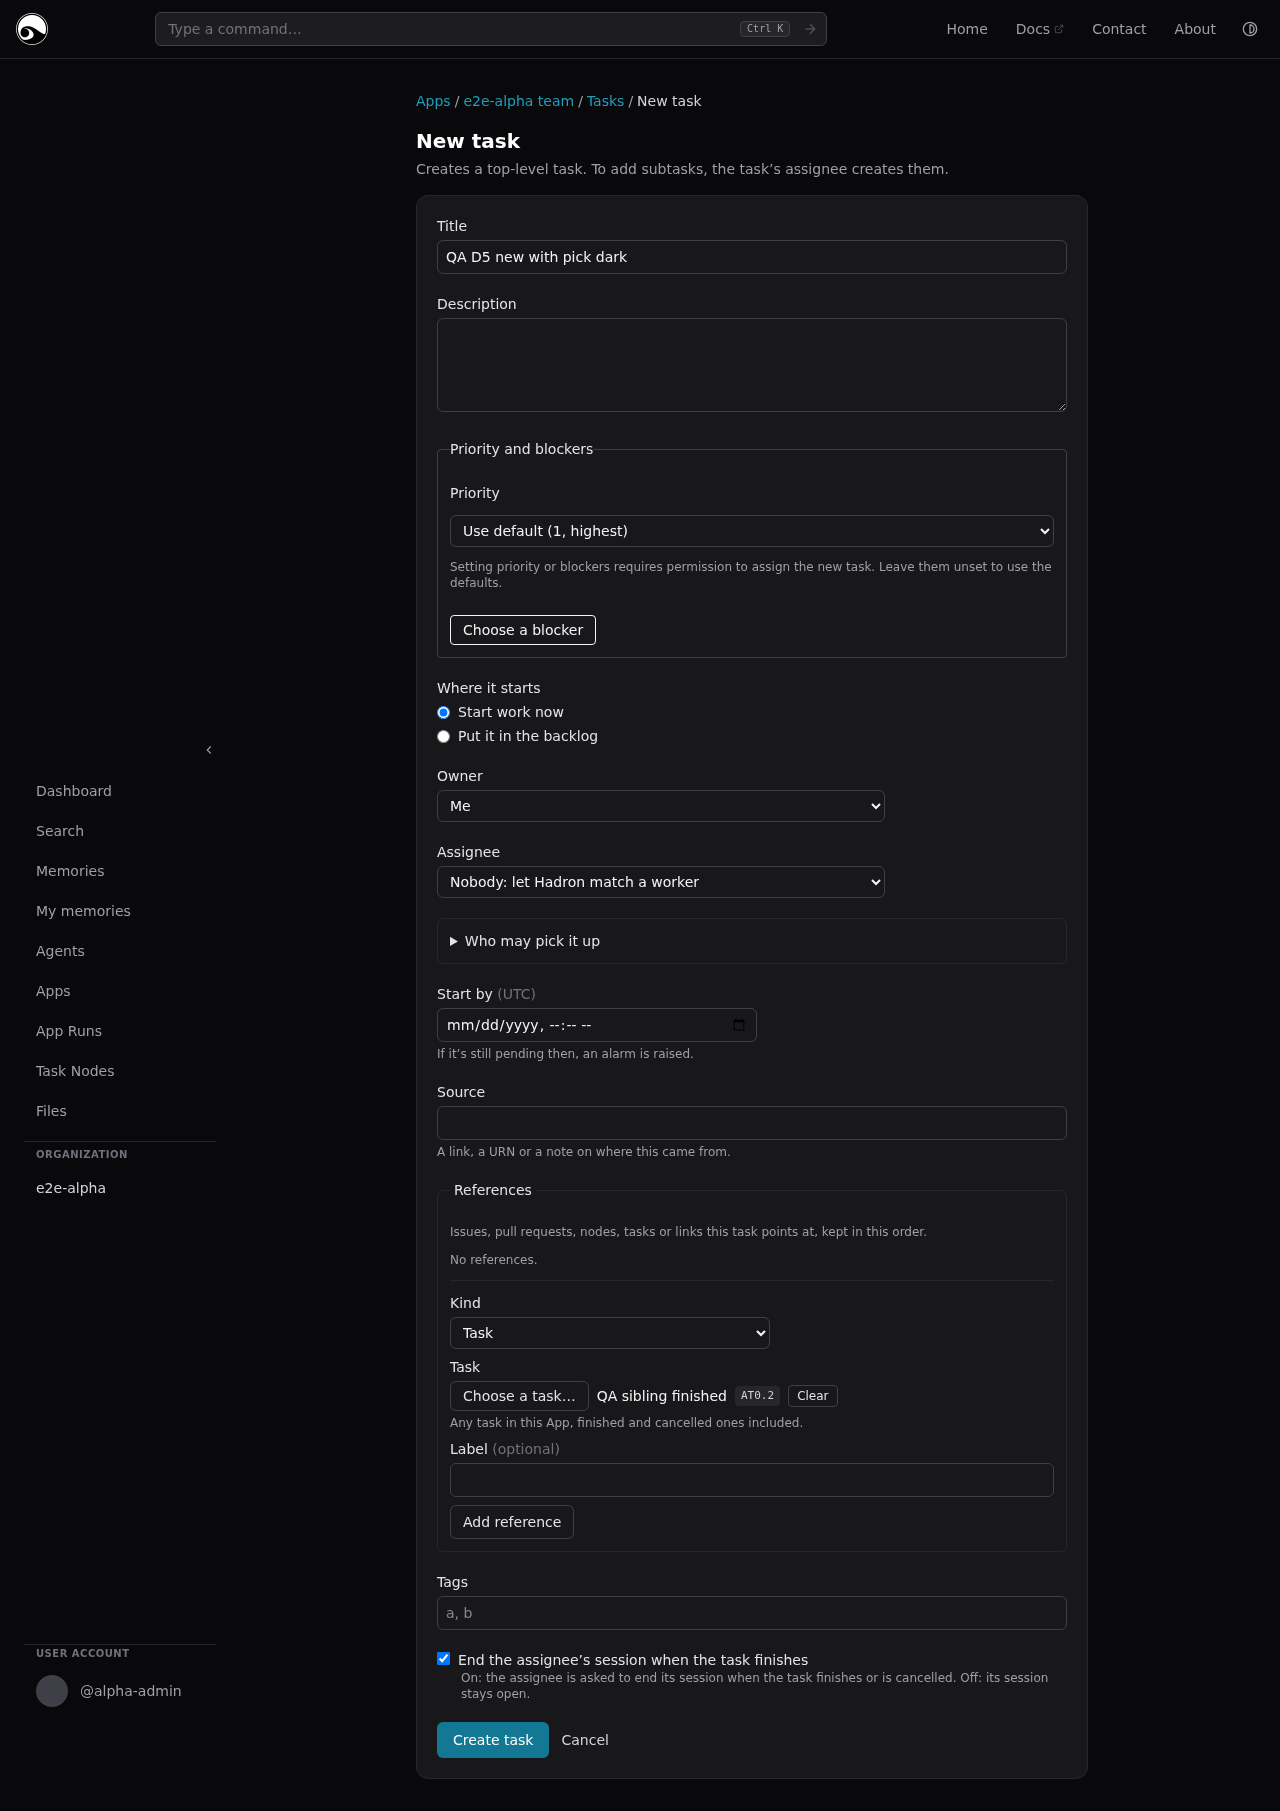 Type a command...
Ctrl K
Home
Docs
Contact
About
Apps / e2e-alpha team / Tasks / New task
New task
Creates a top-level task. To add subtasks, the task’s assignee creates them.
Title
QA D5 new with pick dark
Description
Priority and blockers
Priority
Use default (1, highest)
Setting priority or blockers requires permission to assign the new task. Leave them unset to use the
defaults.
Choose a blocker
Where it starts
Start work now
Put it in the backlog
Owner
Me
Assignee
Nobody: let Hadron match a worker
Who may pick it up
Start by (UTC)
mm/dd/yyyy, --:-- --
If it’s still pending then, an alarm is raised.
Source
A link, a URN or a note on where this came from.
References
Issues, pull requests, nodes, tasks or links this task points at, kept in this order.
No references.
Kind
Task
Task
Choose a task… QA sibling finished AT0.2 Clear
Any task in this App, finished and cancelled ones included.
Label (optional)
Add reference
Tags
a, b
End the assignee’s session when the task finishes
On: the assignee is asked to end its session when the task finishes or is cancelled. Off: its session
stays open.
Create task
Cancel
Dashboard
Search
Memories
My memories
Agents
Apps
App Runs
Task Nodes
Files
ORGANIZATION
e2e-alpha
USER ACCOUNT
@alpha-admin